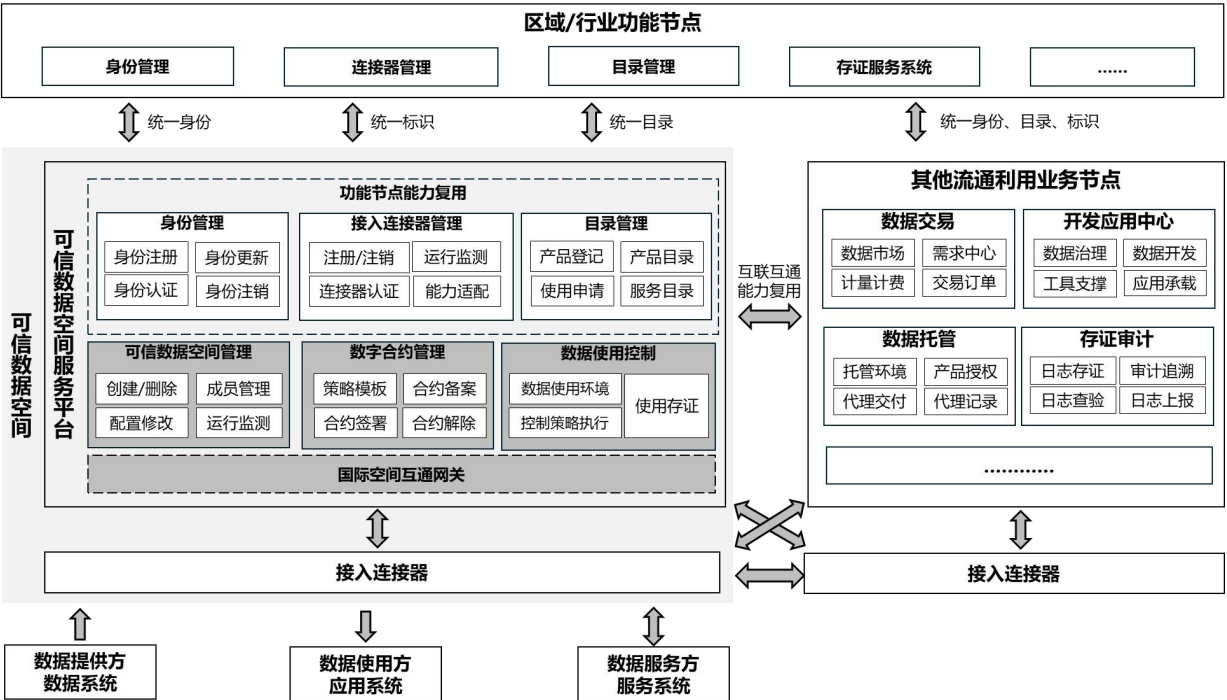 区域/行业功能节点
身份管理
连接器管理
目录管理
存证服务系统
......
统一身份
统一标识
统一目录
统一身份、目录、标识
可信数据空间
可信数据空间服务平台
功能节点能力复用
身份管理
身份注册
身份更新
身份认证
身份注销
接入连接器管理
注册/注销
运行监测
连接器认证
能力适配
目录管理
产品登记
产品目录
使用申请
服务目录
可信数据空间管理
创建/删除
成员管理
配置修改
运行监测
数字合约管理
策略模板
合约备案
合约签署
合约解除
数据使用控制
数据使用环境
控制策略执行
使用存证
国际空间互通网关
互联互通
能力复用
其他流通利用业务节点
数据交易
数据市场
需求中心
计量计费
交易订单
开发应用中心
数据治理
数据开发
工具支撑
应用承载
数据托管
托管环境
产品授权
代理交付
代理记录
存证审计
日志存证
审计追溯
日志查验
日志上报
............
接入连接器
接入连接器
数据提供方
数据系统
数据使用方
应用系统
数据服务方
服务系统